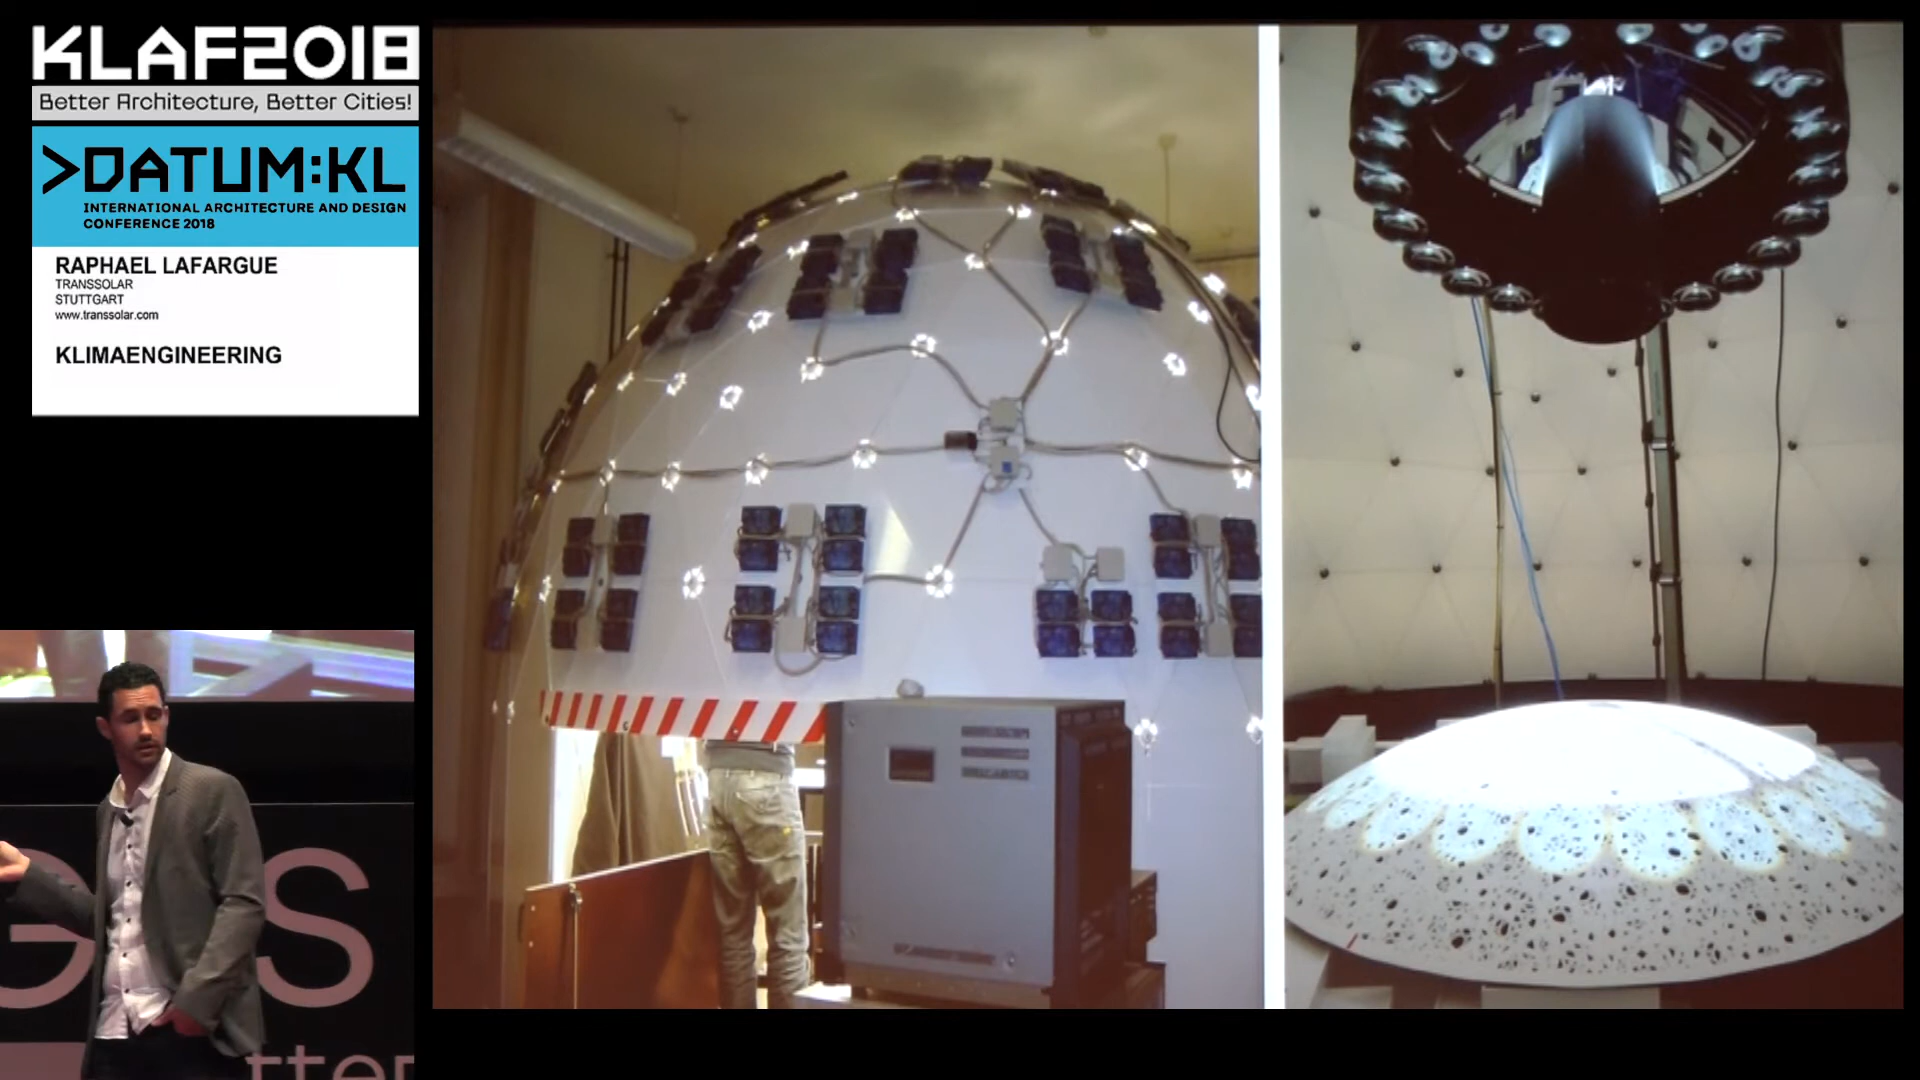 KLAF2018
Better Architecture, Better Cities!
>DATUM:KL
INTERNATIONAL ARCHITECTURE AND DESIGN
CONFERENCE 2018
RAPHAEL LAFARGUE
TRANSSOLAR
STUTTGART
www.transsolar.com
KLIMAENGINEERING
G S
tter